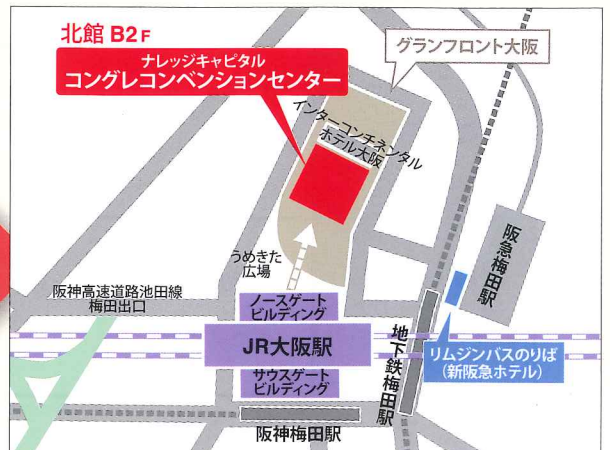 北館 B2F
ナレッジキャピタル
コングレコンベンションセンター
グランフロント大阪
インターコンチネンタル
ホテル大阪
うめきた
広場
阪急梅田駅
阪神高速道路池田線
梅田出口
ノースゲート
ビルディング
JR大阪駅
サウスゲート
ビルディング
地下鉄梅田駅
リムジンバスのりば
(新阪急ホテル)
阪神梅田駅